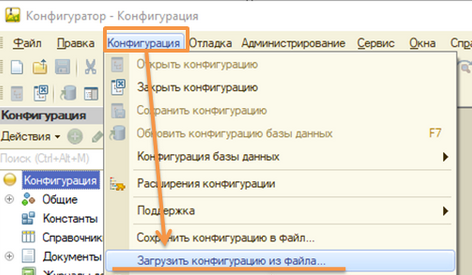 Конфигуратор - Конфигурация
Файл Правка Конфигурация Отладка Администрирование Сервис Окна
Открыть конфигурацию
Закрыть конфигурацию
Сохранить конфигурацию
Обновить конфигурацию базы данных F7
Конфигурация базы данных
Расширения конфигурации
Поддержка
Сохранить конфигурацию в файл...
Загрузить конфигурацию из файла...
Конфигурация
Действия
Поиск (Ctrl+Alt+M)
Конфигурация
Общие
Константы
Справочник
Документы